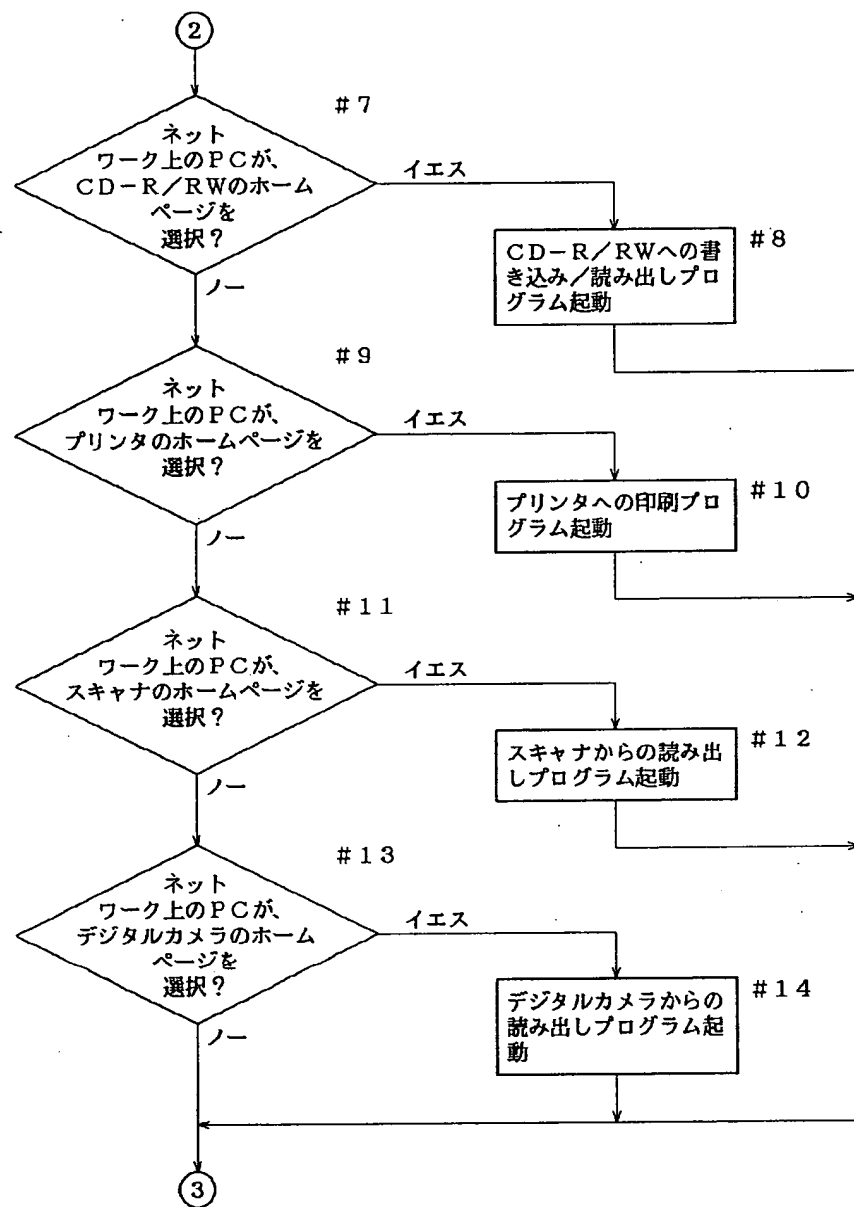 ②
＃７
ネット
ワーク上のＰＣが、
ＣＤ－Ｒ／ＲＷのホーム
ページを
選択？
イエス
ノー
＃８
ＣＤ－Ｒ／ＲＷへの書
き込み／読み出しプロ
グラム起動
＃９
ネット
ワーク上のＰＣが、
プリンタのホームページを
選択？
イエス
ノー
＃１０
プリンタへの印刷プロ
グラム起動
＃１１
ネット
ワーク上のＰＣが、
スキャナのホームページを
選択？
イエス
ノー
＃１２
スキャナからの読み出
しプログラム起動
＃１３
ネット
ワーク上のＰＣが、
デジタルカメラのホーム
ページを
選択？
イエス
ノー
＃１４
デジタルカメラからの
読み出しプログラム起
動
③